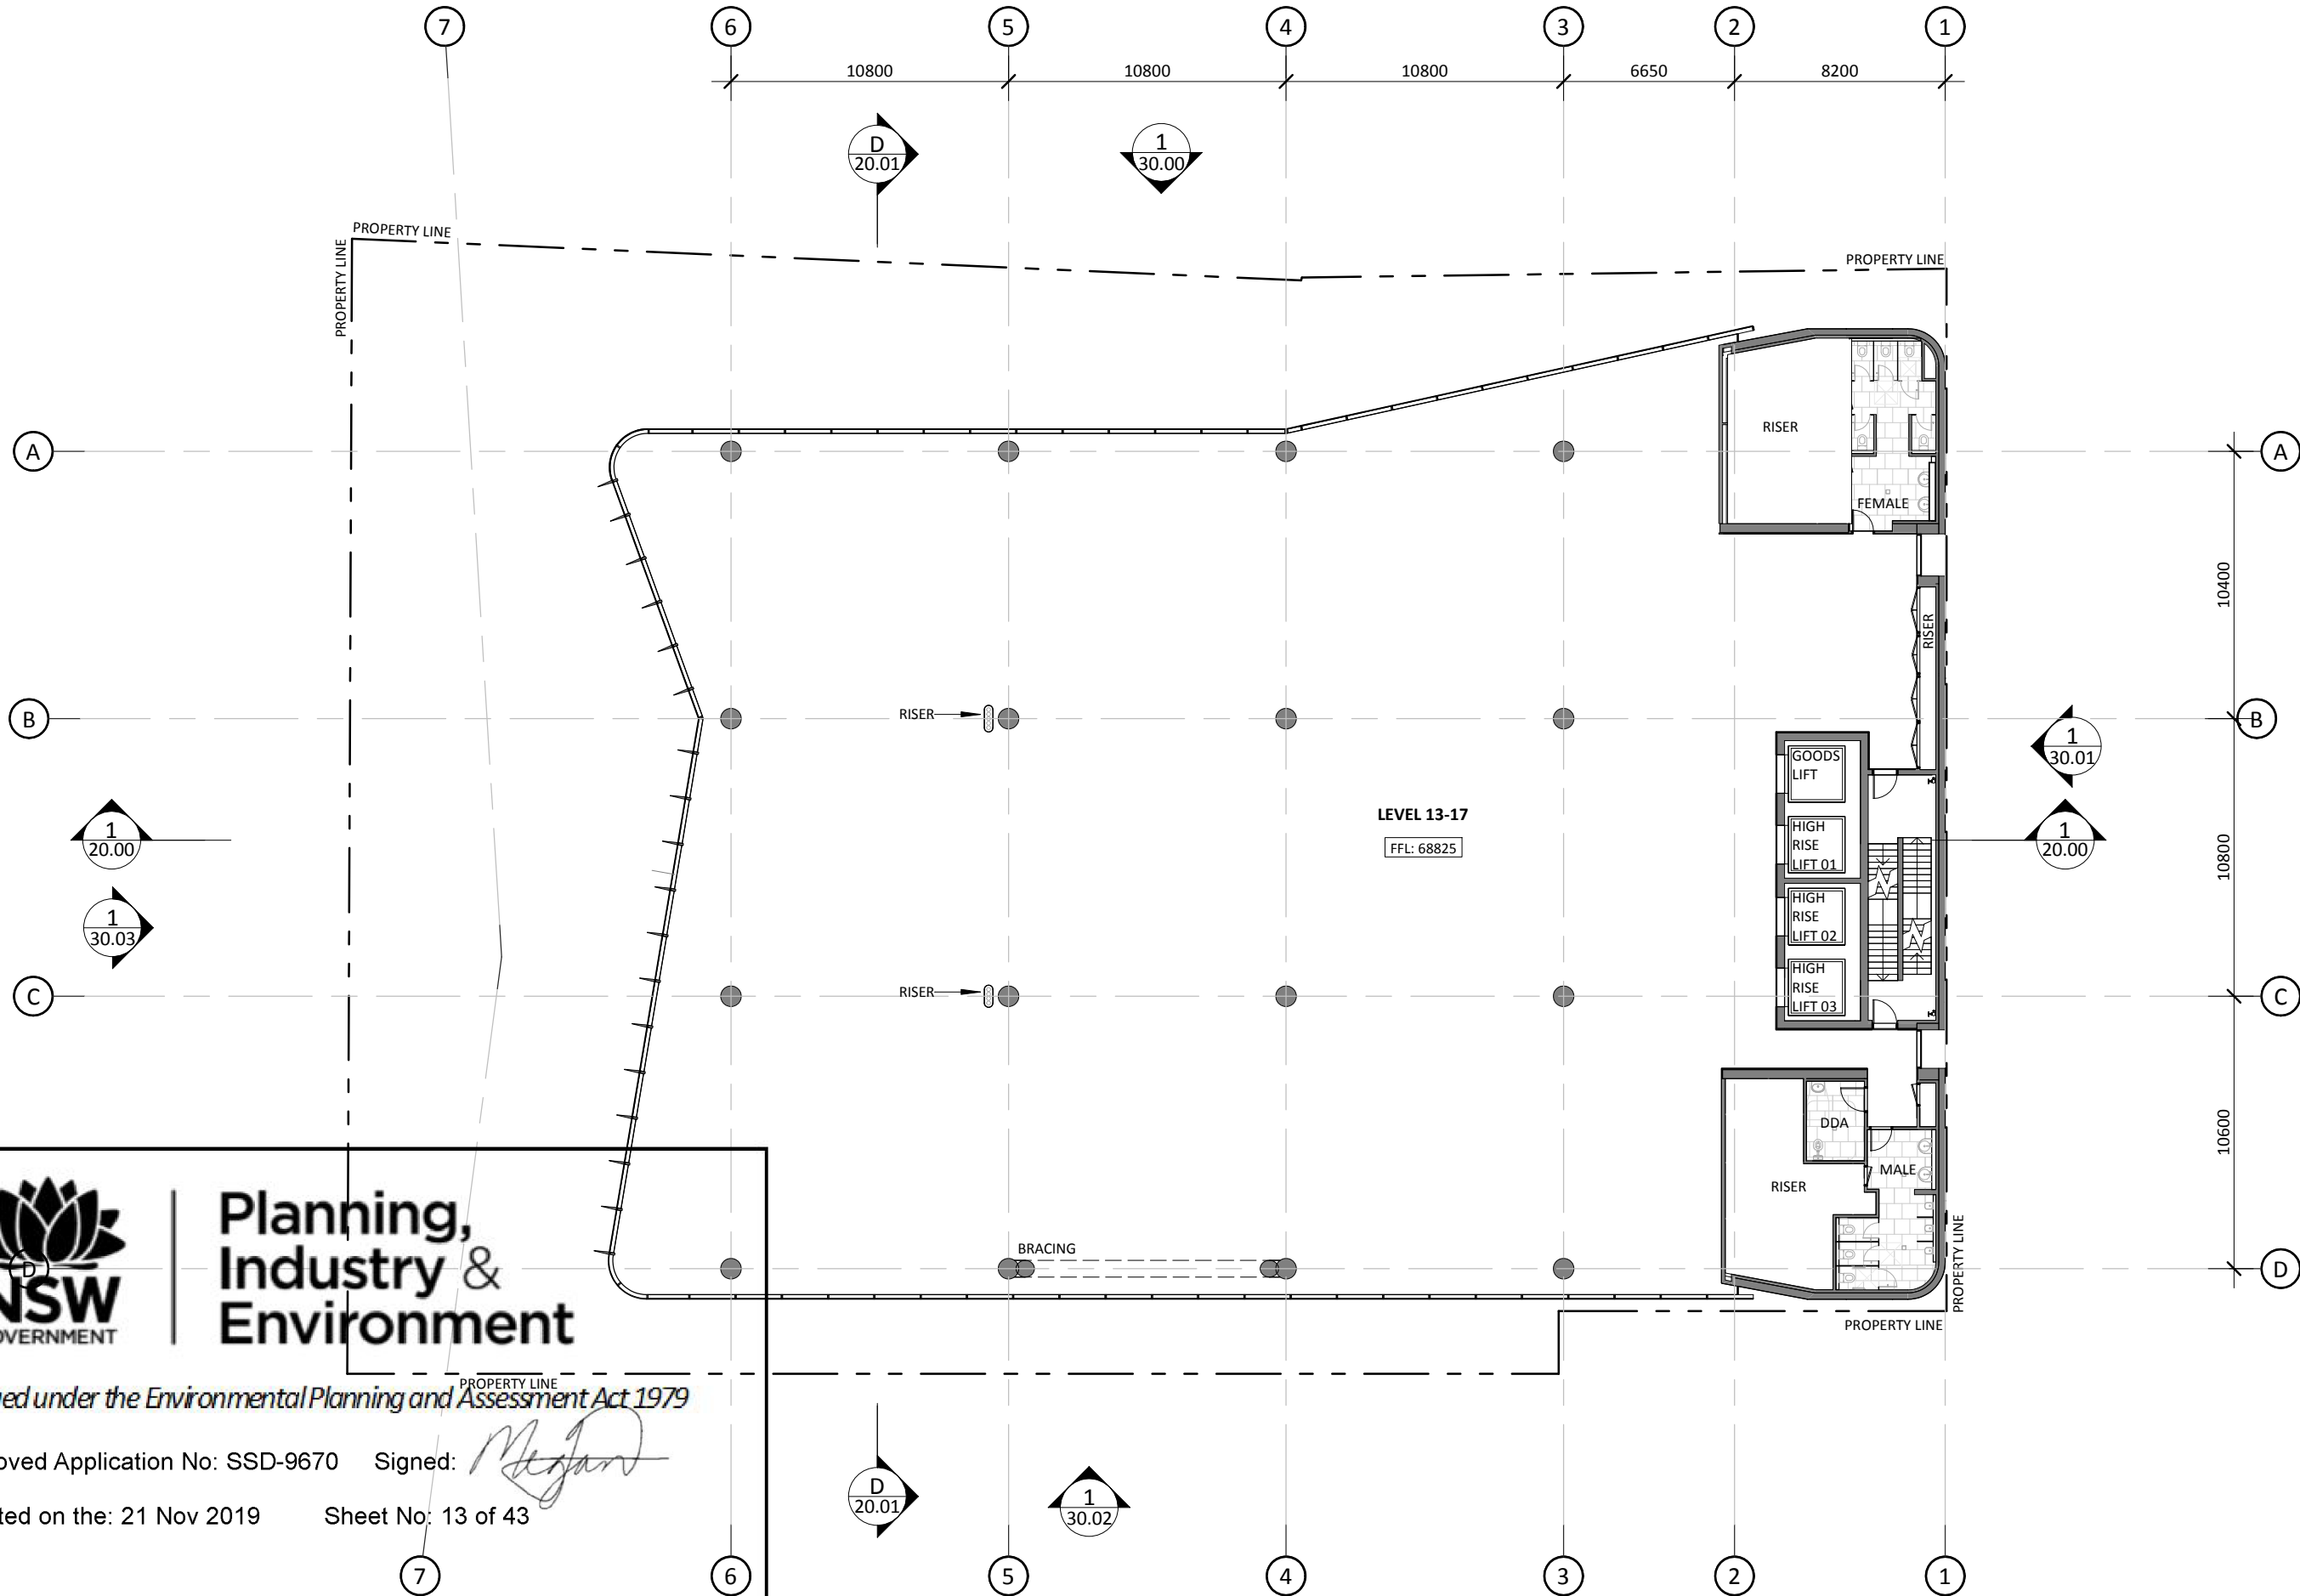 7
6
5
4
3
2
1
10800
10800
10800
6650
8200
D
20.01
1
30.00
PROPERTY LINE
PROPERTY LINE
PROPERTY LINE
A
RISER
A
FEMALE
10400
RISER
B
RISER
B
1
30.01
GOODS
LIFT
LEVEL 13-17
FFL: 68825
HIGH
RISE
LIFT 01
1
20.00
1
20.00
10800
HIGH
RISE
LIFT 02
1
30.03
C
RISER
HIGH
RISE
LIFT 03
C
DDA
10600
MALE
RISER
PROPERTY LINE
BRACING
D
D
PROPERTY LINE
NSW
GOVERNMENT
Planning,
Industry &
Environment
PROPERTY LINE
ed under the Environmental Planning and Assessment Act 1979
oved Application No: SSD-9670 Signed:
ted on the: 21 Nov 2019 Sheet No: 13 of 43
D
20.01
1
30.02
7
6
5
4
3
2
1